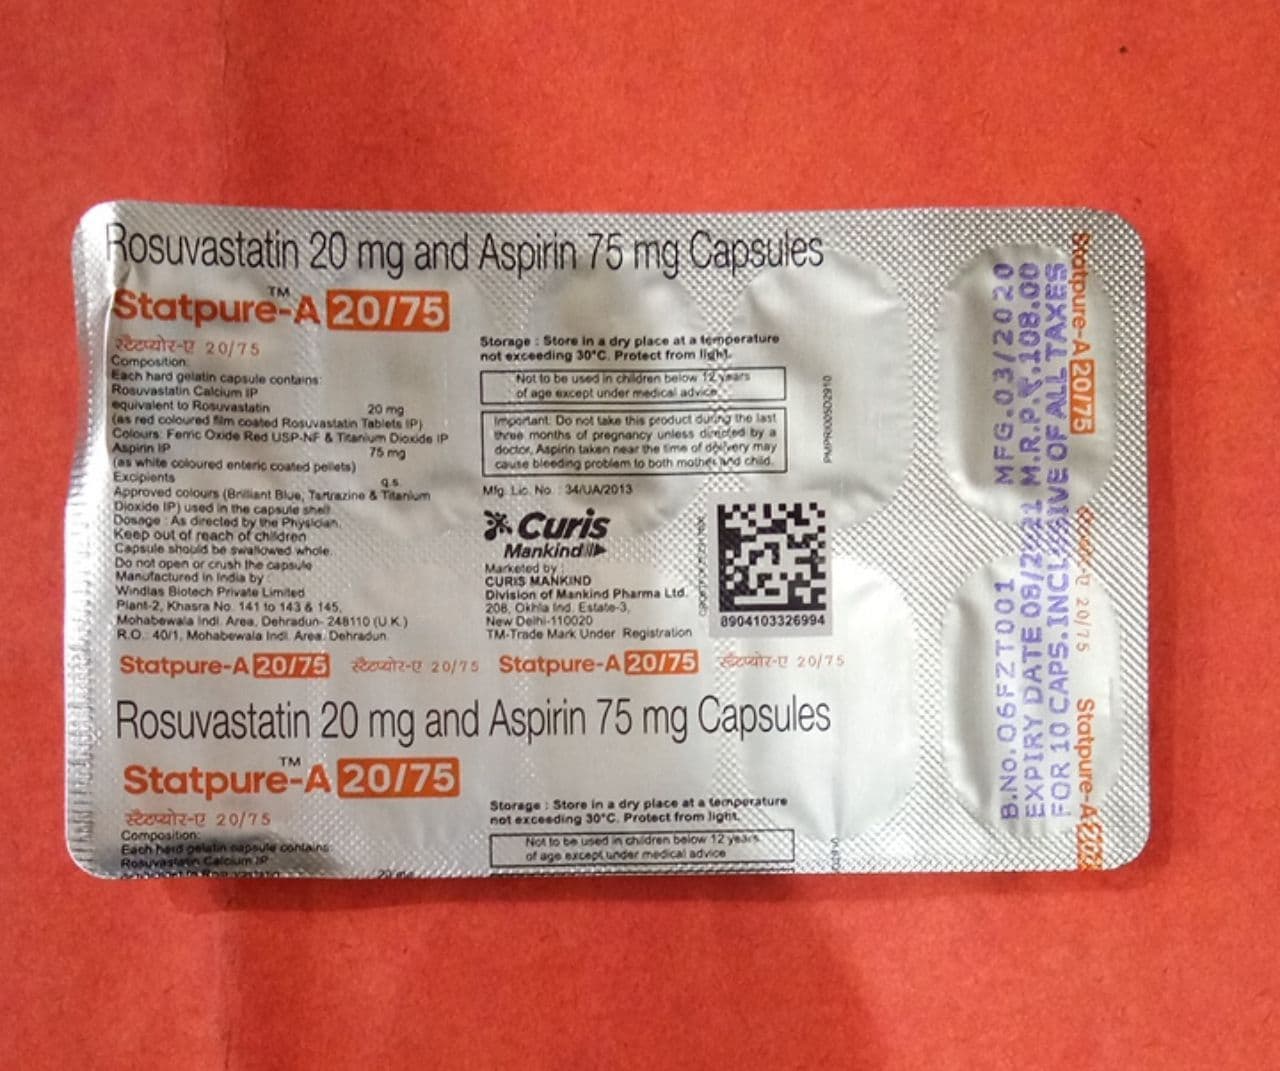 Rosuvastatin 20 mg and Aspirin 75 mg Capsules
Statpure™-A 20/75
स्टैटप्योर-ए 20/75
Composition:
Each hard gelatin capsule contains:
Rosuvastatin Calcium IP
equivalent to Rosuvastatin 20 mg
(as red coloured film coated Rosuvastatin Tablets IP)
Colours: Ferric Oxide Red USP-NF & Titanium Dioxide IP
Aspirin IP 75 mg
(as white coloured enteric coated pellets)
Excipients q.s.
Approved colours (Brilliant Blue, Tartrazine & Titanium
Dioxide IP) used in the capsule shell
Dosage : As directed by the Physician.
Keep out of reach of children
Capsule should be swallowed whole.
Do not open or crush the capsule
Manufactured in India by :
Windlas Biotech Private Limited
Plant-2, Khasra No. 141 to 143 & 145,
Mohabewala Indl. Area, Dehradun- 248110 (U.K.)
R.O.: 40/1, Mohabewala Indl. Area, Dehradun.
Storage : Store in a dry place at a temperature
not exceeding 30°C. Protect from light.
Not to be used in children below 12 years
of age except under medical advice
Important: Do not take this product during the last
three months of pregnancy unless directed by a
doctor. Aspirin taken near the time of delivery may
cause bleeding problem to both mother and child.
Mfg. Lic. No. : 34/UA/2013
Curis
Mankind
Marketed by :
CURIS MANKIND
Division of Mankind Pharma Ltd.
208, Okhla Ind. Estate-3,
New Delhi-110020
TM-Trade Mark Under Registration
8904103326994
Statpure-A 20/75 स्टैटप्योर-ए 20/75 Statpure-A 20/75 स्टैटप्योर-ए 20/75
Rosuvastatin 20 mg and Aspirin 75 mg Capsules
Statpure™-A 20/75
स्टैटप्योर-ए 20/75
Composition:
Each hard gelatin capsule contains:
Rosuvastatin Calcium IP
Storage : Store in a dry place at a temperature
not exceeding 30°C. Protect from light.
Not to be used in children below 12 years
of age except under medical advice
B.No.06FZT001 MFG.03/2020
EXPIRY DATE 08/2021 M.R.P.₹.108.00
FOR 10 CAPS.INCLUSIVE OF ALL TAXES
Statpure-A 20/75 स्टैटप्योर-ए 20/75 Statpure-A